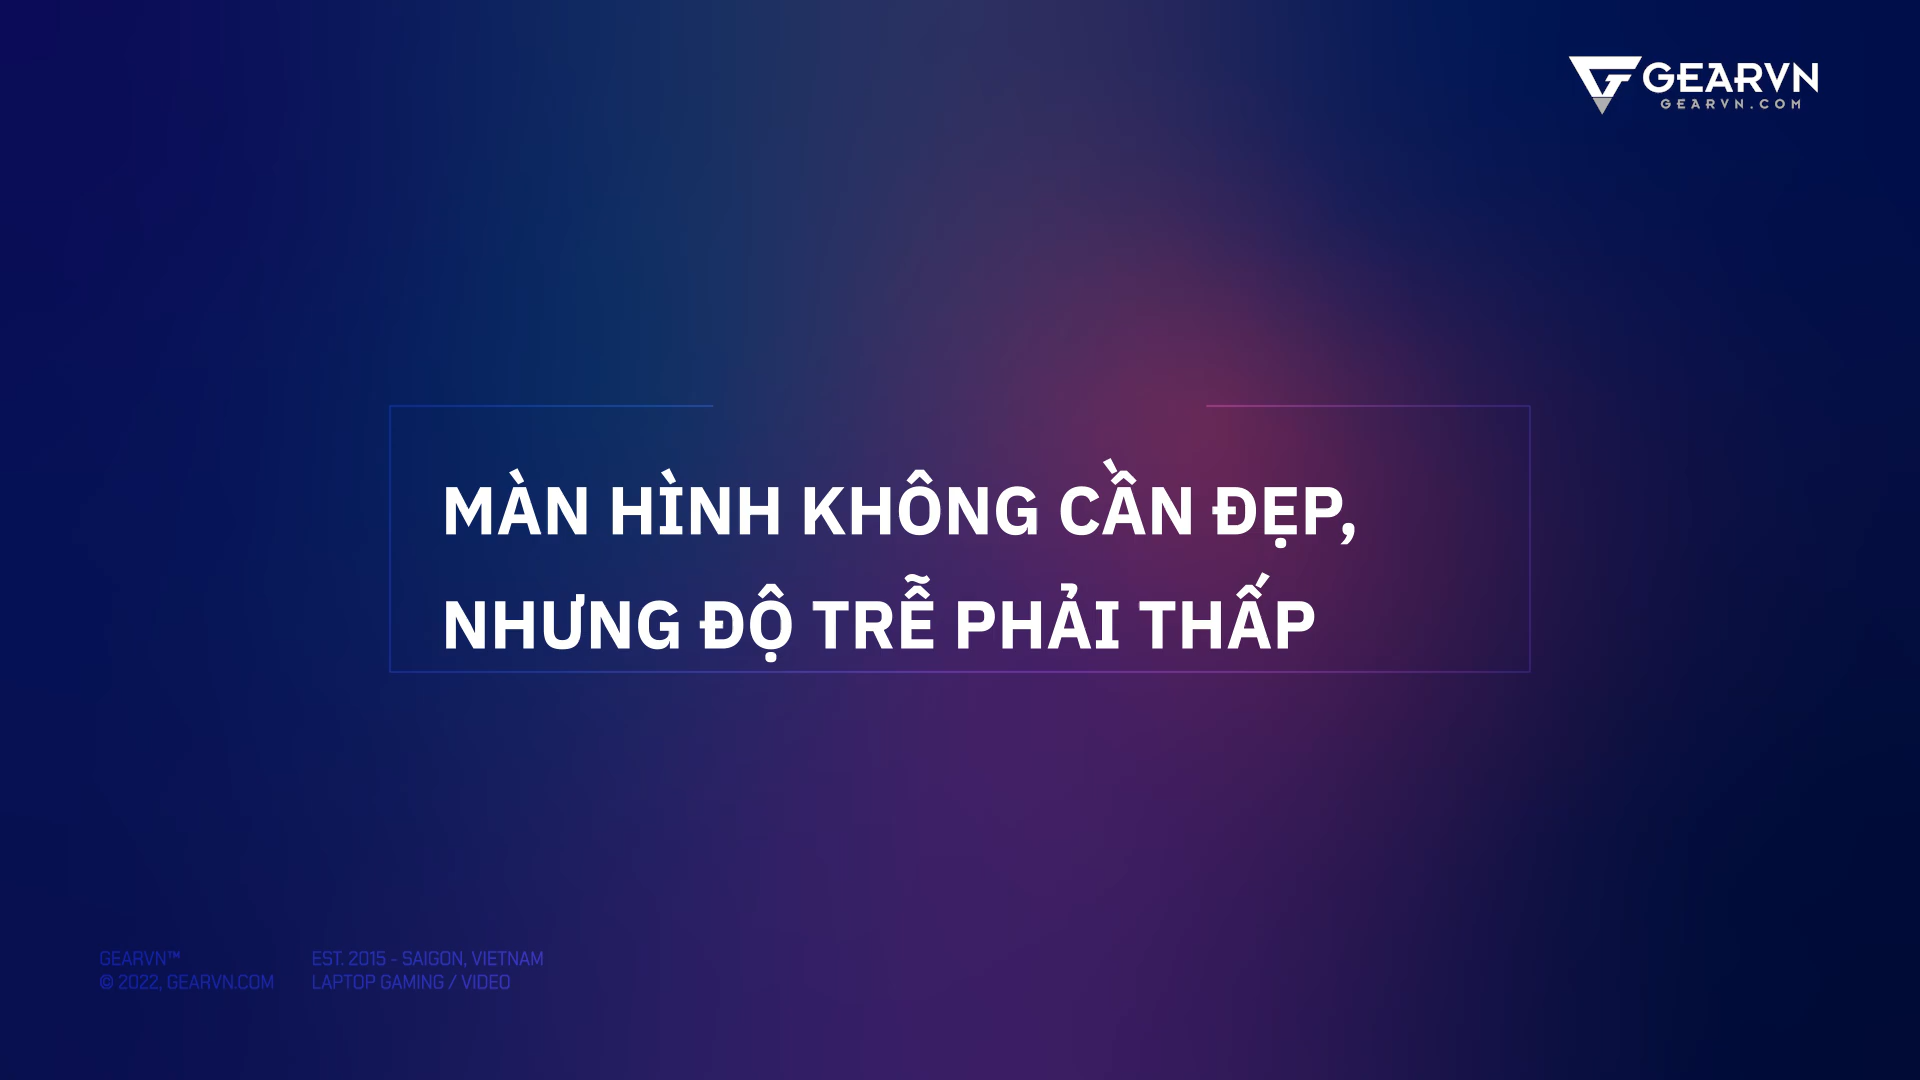 GEARVN
GEARVN.COM
MÀN HÌNH KHÔNG CẦN ĐẸP,
NHƯNG ĐỘ TRỄ PHẢI THẤP
GEARVN™
© 2022, GEARVN.COM
EST. 2015 - SAIGON, VIETNAM
LAPTOP GAMING / VIDEO